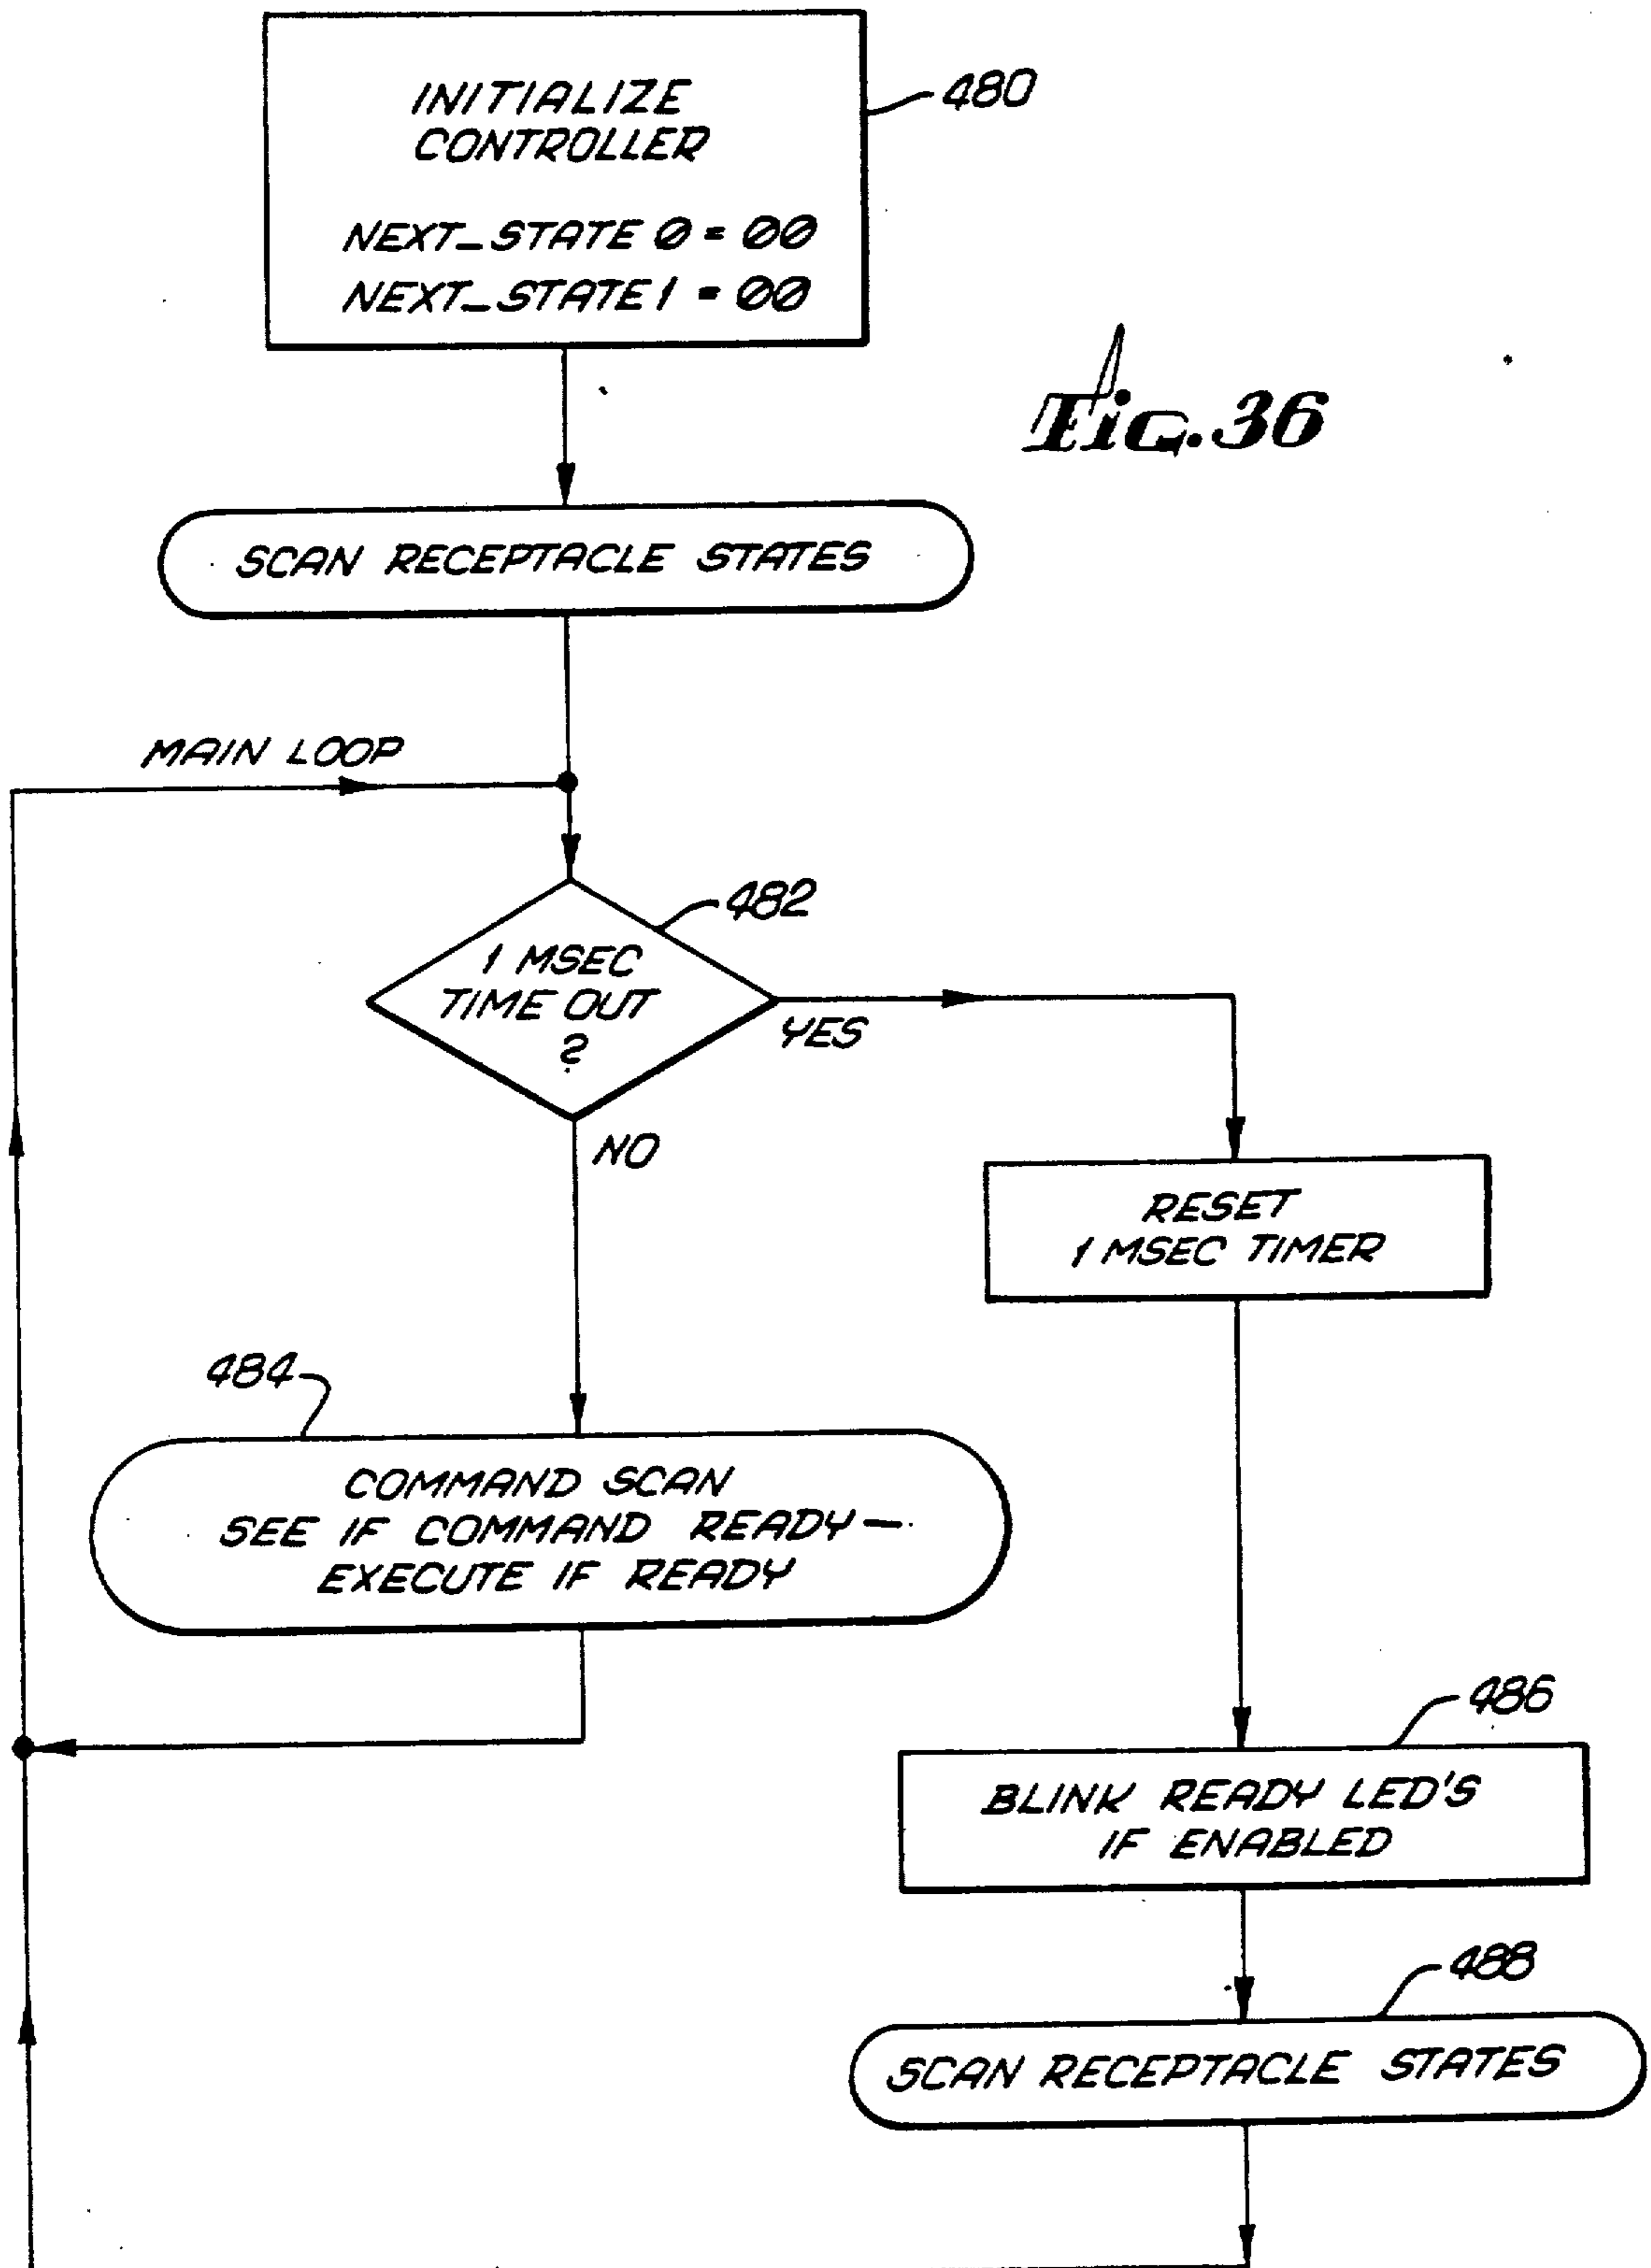 INITIALIZE
CONTROLLER
NEXT_STATE 0 = 00
NEXT_STATE 1 = 00
480
Fig. 36
SCAN RECEPTACLE STATES
MAIN LOOP
482
1 MSEC
TIME OUT
?
YES
NO
RESET
1 MSEC TIMER
484
COMMAND SCAN
SEE IF COMMAND READY —
EXECUTE IF READY
486
BLINK READY LED'S
IF ENABLED
488
SCAN RECEPTACLE STATES